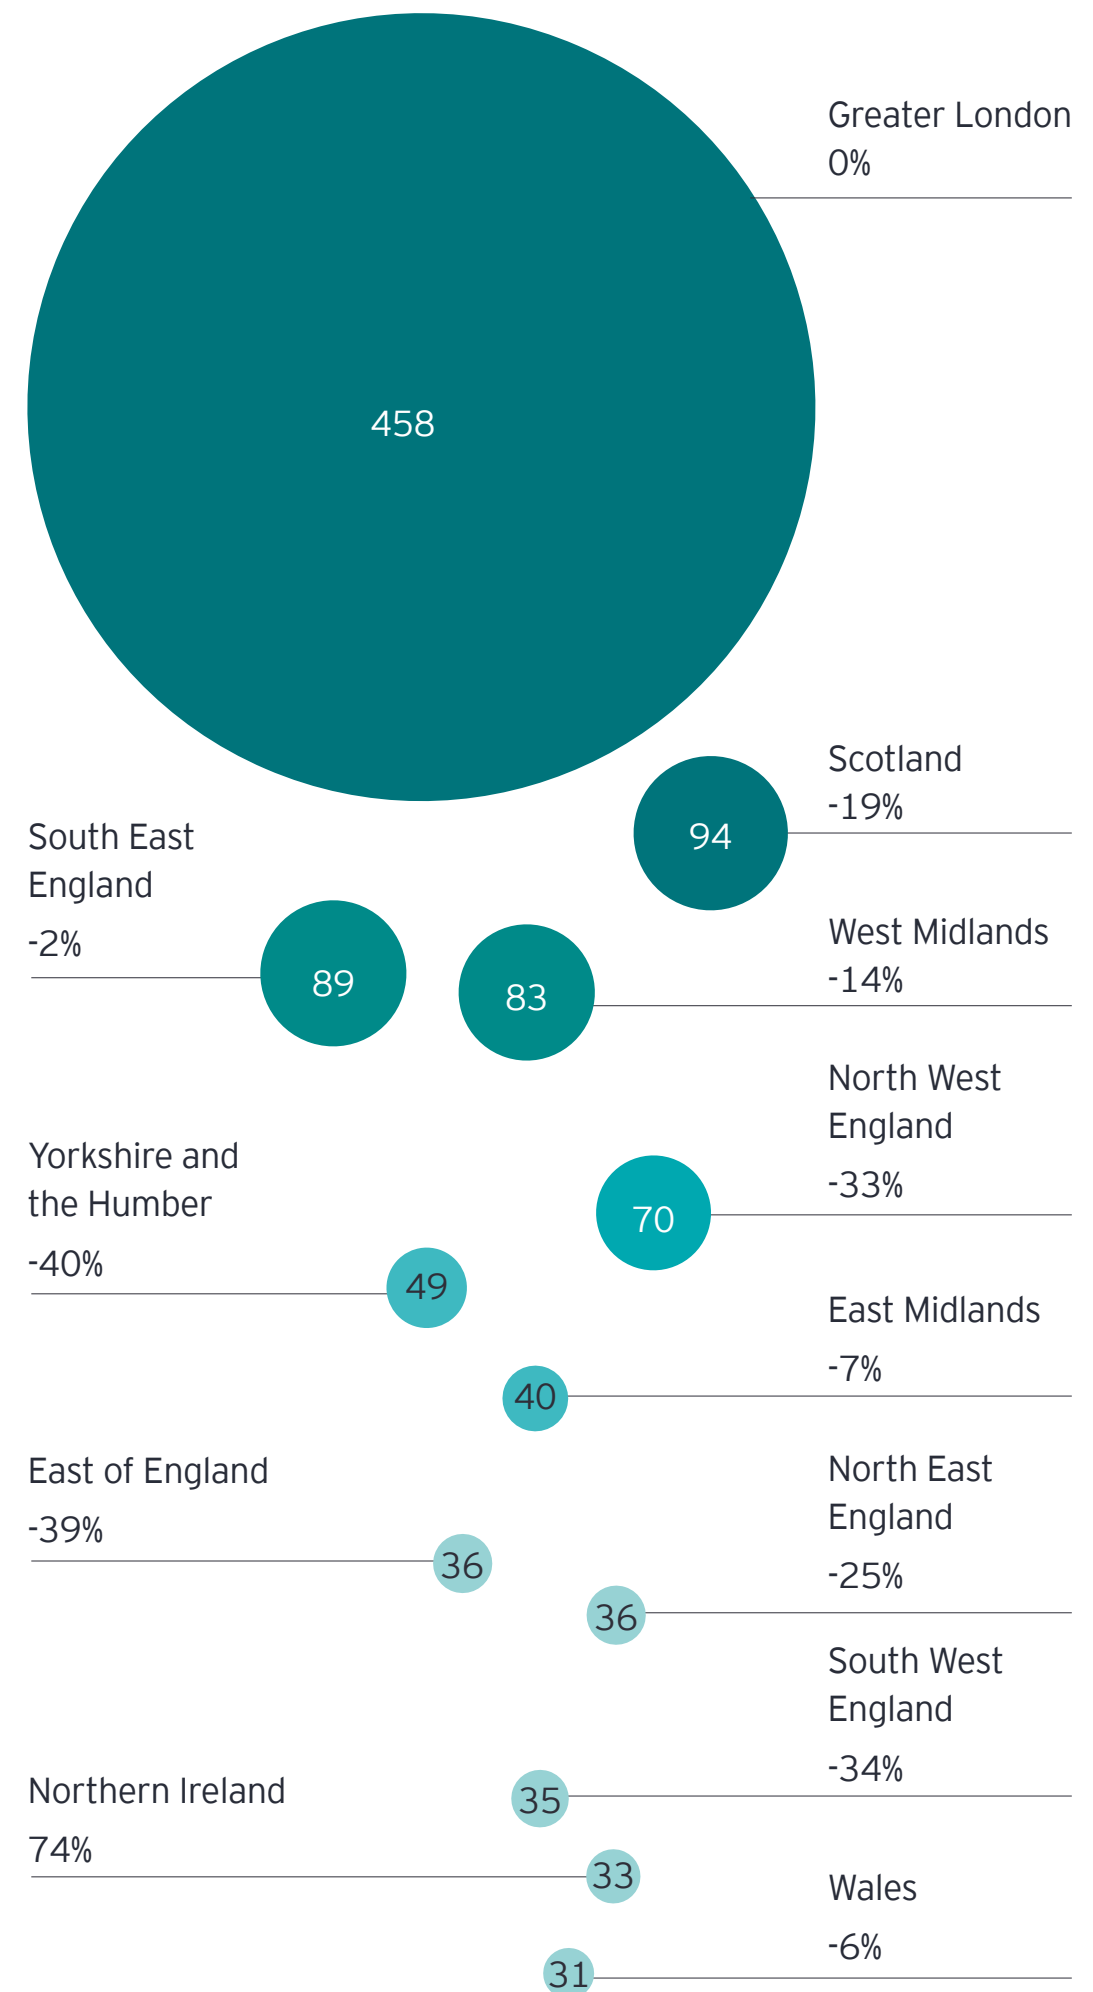 Greater London
0%
458
Scotland
-19%
94
South East
England
-2%
89
West Midlands
-14%
83
North West
England
-33%
70
Yorkshire and
the Humber
-40%
49
East Midlands
-7%
40
East of England
-39%
36
North East
England
-25%
36
South West
England
-34%
35
Northern Ireland
74%
33
Wales
-6%
31